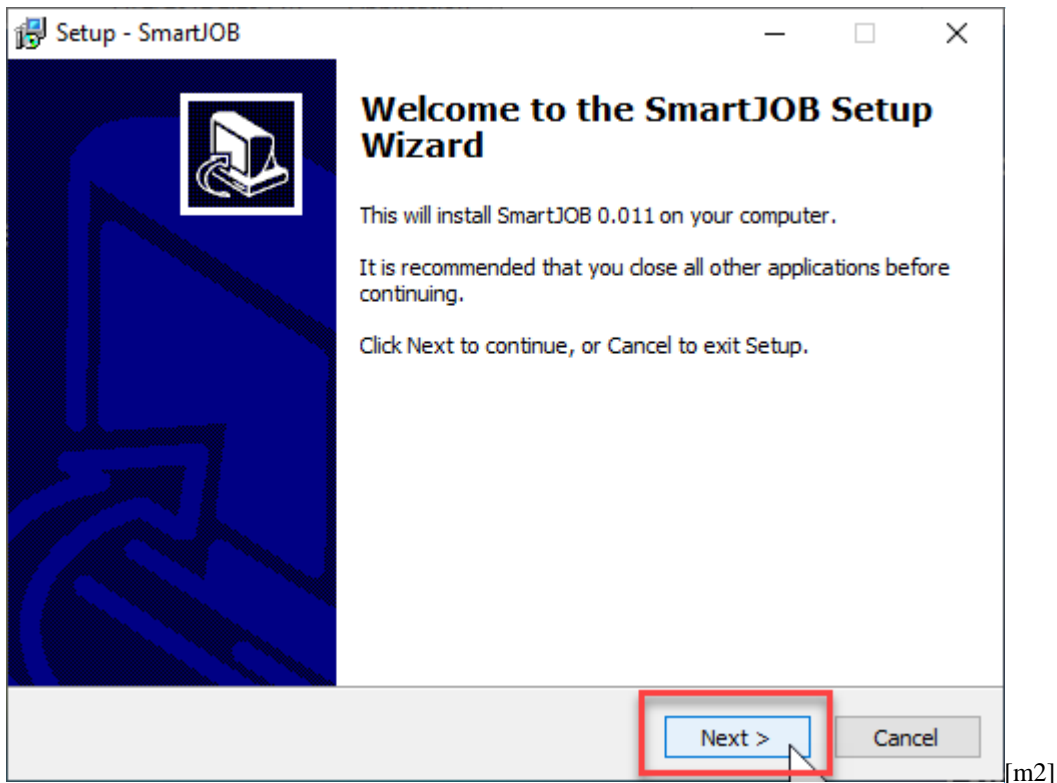 Setup - SmartJOB
Welcome to the SmartJOB Setup
Wizard
This will install SmartJOB 0.011 on your computer.
It is recommended that you close all other applications before
continuing.
Click Next to continue, or Cancel to exit Setup.
Next >
Cancel
[m2]